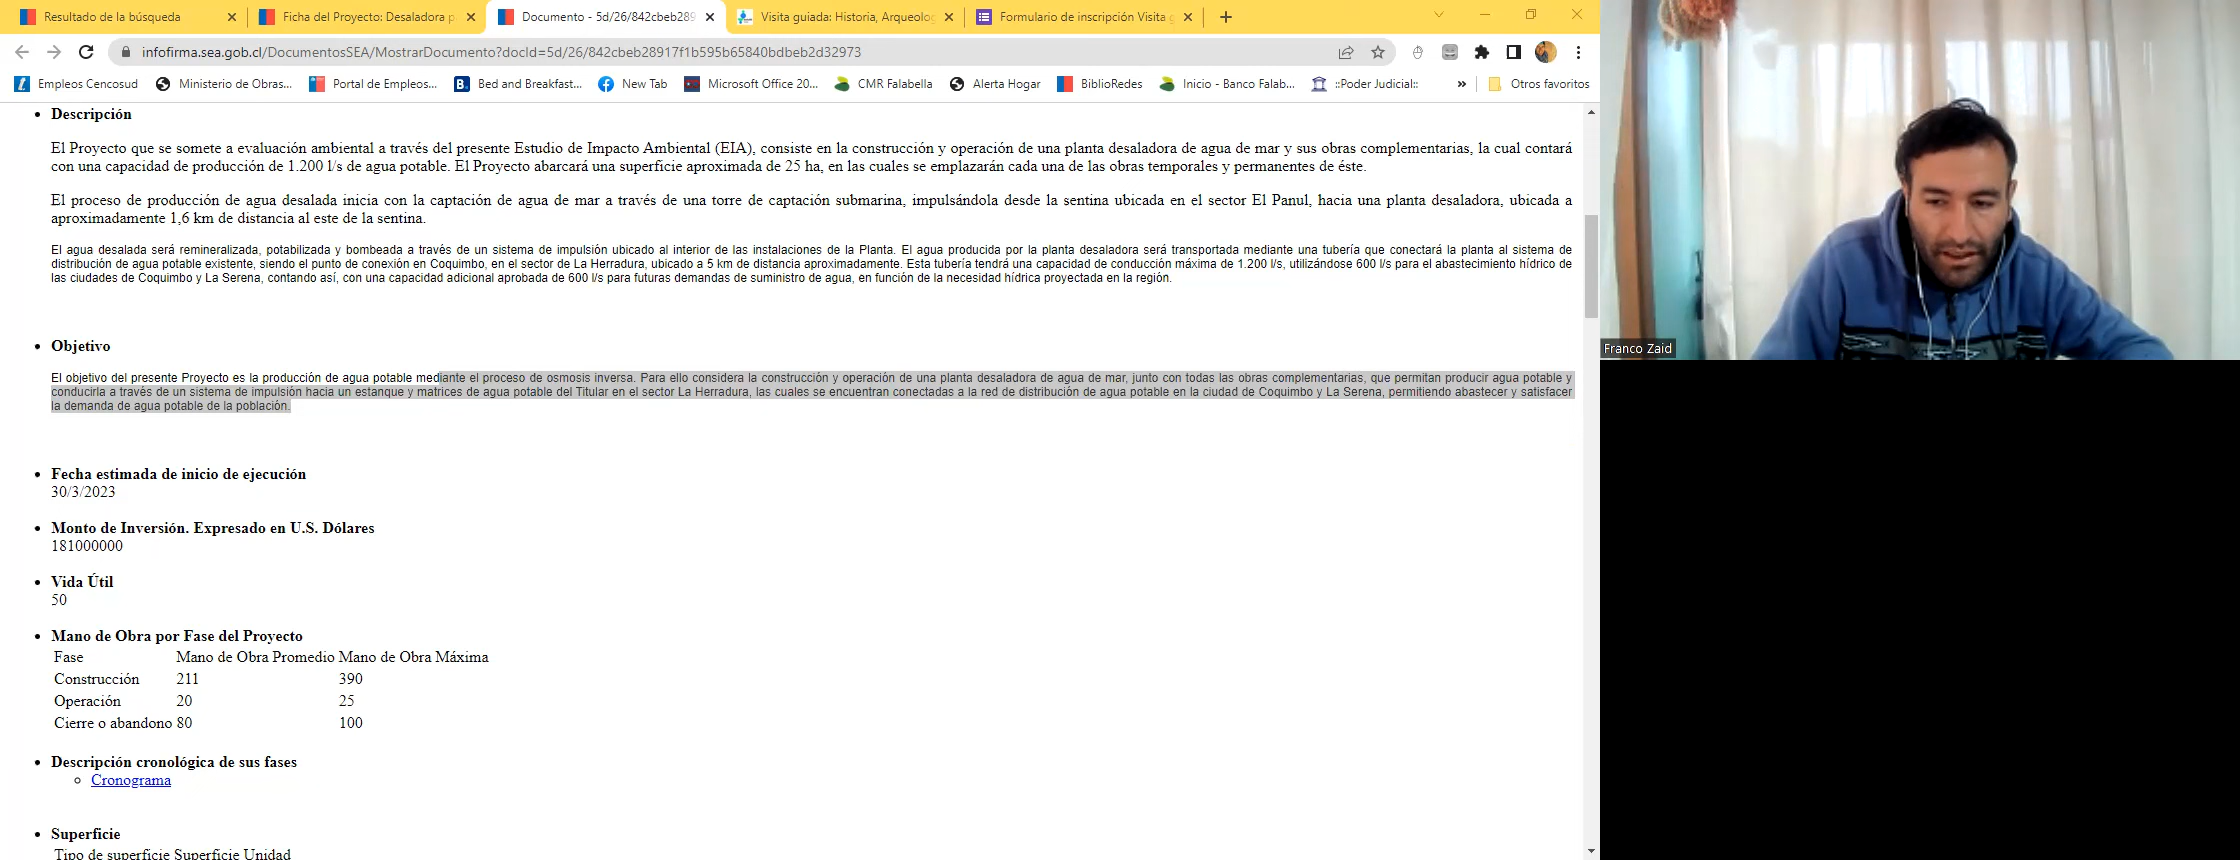 Resultado de la búsqueda
Ficha del Proyecto: Desaladora p
Documento - 5d/26/842cbeb289
Visita guiada: Historia, Arqueolog
Formulario de inscripción Visita g
infofirma.sea.gob.cl/DocumentosSEA/MostrarDocumento?docId=5d/26/842cbeb28917f1b595b65840bdbeb2d32973
Empleos Cencosud
Ministerio de Obras...
Portal de Empleos...
Bed and Breakfast...
New Tab
Microsoft Office 20...
CMR Falabella
Alerta Hogar
BiblioRedes
Inicio - Banco Falab...
::Poder Judicial::
»
Otros favoritos
Descripción
El Proyecto que se somete a evaluación ambiental a través del presente Estudio de Impacto Ambiental (EIA), consiste en la construcción y operación de una planta desaladora de agua de mar y sus obras complementarias, la cual contará
con una capacidad de producción de 1.200 l/s de agua potable. El Proyecto abarcará una superficie aproximada de 25 ha, en las cuales se emplazarán cada una de las obras temporales y permanentes de éste.
El proceso de producción de agua desalada inicia con la captación de agua de mar a través de una torre de captación submarina, impulsándola desde la sentina ubicada en el sector El Panul, hacia una planta desaladora, ubicada a
aproximadamente 1,6 km de distancia al este de la sentina.
El agua desalada será remineralizada, potabilizada y bombeada a través de un sistema de impulsión ubicado al interior de las instalaciones de la Planta. El agua producida por la planta desaladora será transportada mediante una tubería que conectará la planta al sistema de
distribución de agua potable existente, siendo el punto de conexión en Coquimbo, en el sector de La Herradura, ubicado a 5 km de distancia aproximadamente. Esta tubería tendrá una capacidad de conducción máxima de 1.200 l/s, utilizándose 600 l/s para el abastecimiento hídrico de
las ciudades de Coquimbo y La Serena, contando así, con una capacidad adicional aprobada de 600 l/s para futuras demandas de suministro de agua, en función de la necesidad hídrica proyectada en la región.
Objetivo
El objetivo del presente Proyecto es la producción de agua potable mediante el proceso de osmosis inversa. Para ello considera la construcción y operación de una planta desaladora de agua de mar, junto con todas las obras complementarias, que permitan producir agua potable y
conducirla a través de un sistema de impulsión hacia un estanque y matrices de agua potable del Titular en el sector La Herradura, las cuales se encuentran conectadas a la red de distribución de agua potable en la ciudad de Coquimbo y La Serena, permitiendo abastecer y satisfacer
la demanda de agua potable de la población.
Fecha estimada de inicio de ejecución
30/3/2023
Monto de Inversión. Expresado en U.S. Dólares
181000000
Vida Útil
50
Mano de Obra por Fase del Proyecto
Fase Mano de Obra Promedio Mano de Obra Máxima
Construcción 211 390
Operación 20 25
Cierre o abandono 80 100
Descripción cronológica de sus fases
Cronograma
Superficie
Tipo de superficie Superficie Unidad
Franco Zaid